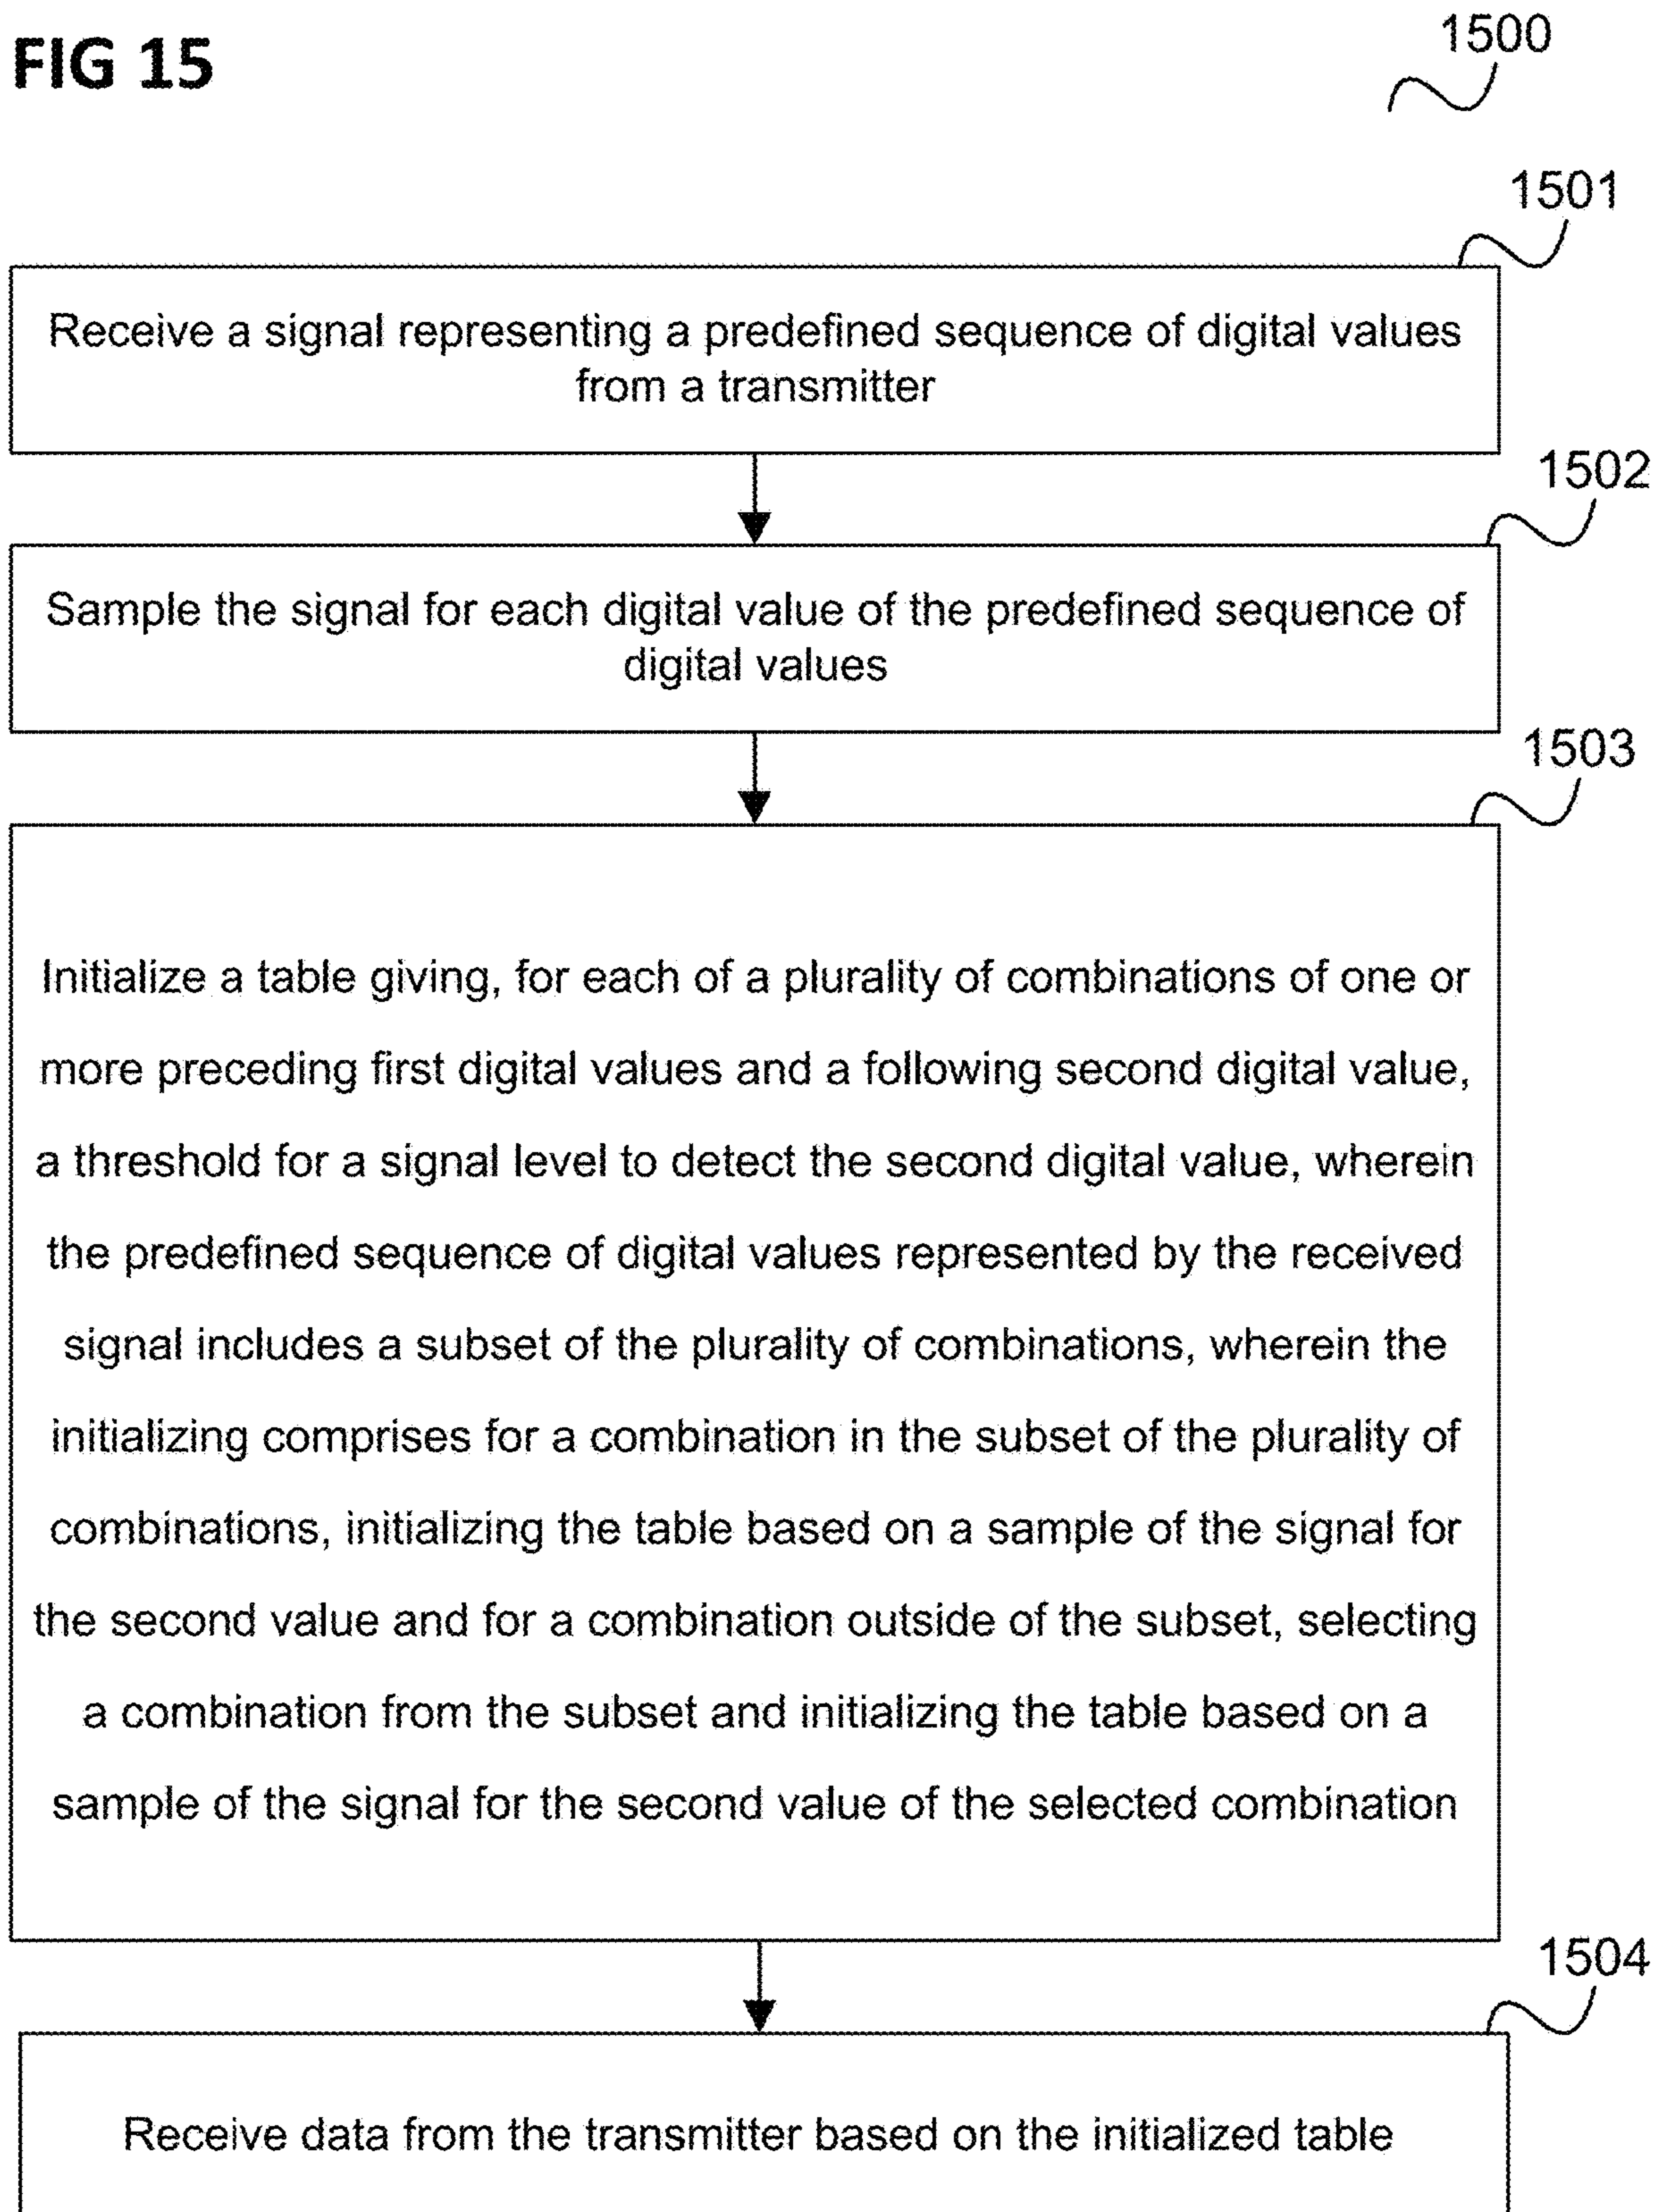 FIG 15
1500
1501
Receive a signal representing a predefined sequence of digital values
from a transmitter
1502
Sample the signal for each digital value of the predefined sequence of
digital values
1503
Initialize a table giving, for each of a plurality of combinations of one or
more preceding first digital values and a following second digital value,
a threshold for a signal level to detect the second digital value, wherein
the predefined sequence of digital values represented by the received
signal includes a subset of the plurality of combinations, wherein the
initializing comprises for a combination in the subset of the plurality of
combinations, initializing the table based on a sample of the signal for
the second value and for a combination outside of the subset, selecting
a combination from the subset and initializing the table based on a
sample of the signal for the second value of the selected combination
1504
Receive data from the transmitter based on the initialized table